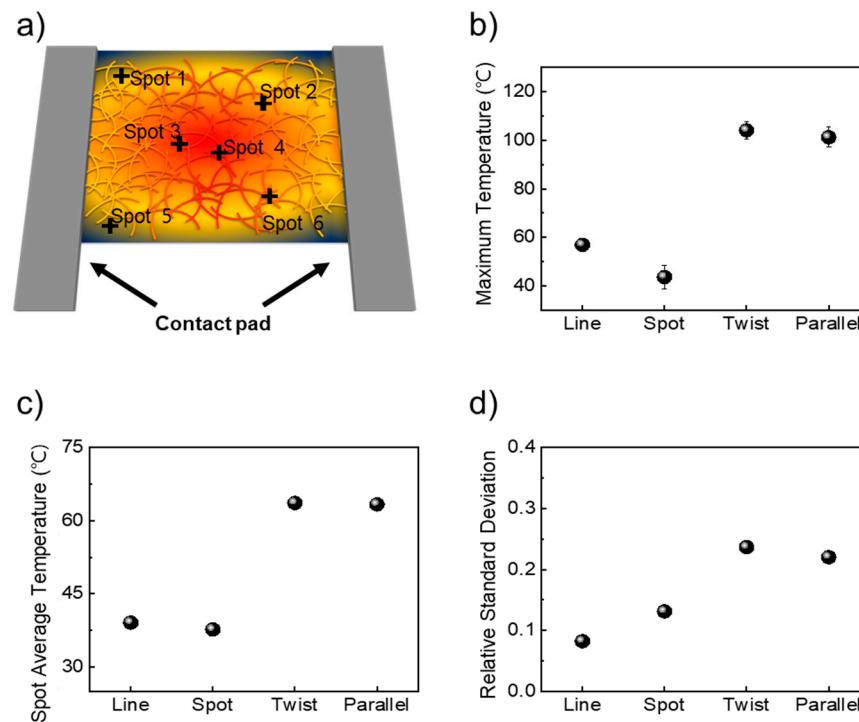 a)
Spot 1
Spot 2
Spot 3
Spot 4
Spot 5
Spot 6
Contact pad
b)
Maximum Temperature (℃)
120
100
80
60
40
Line Spot Twist Parallel
c)
Spot Average Temperature (℃)
75
60
45
30
Line Spot Twist Parallel
d)
Relative Standard Deviation
0.4
0.3
0.2
0.1
0.0
Line Spot Twist Parallel